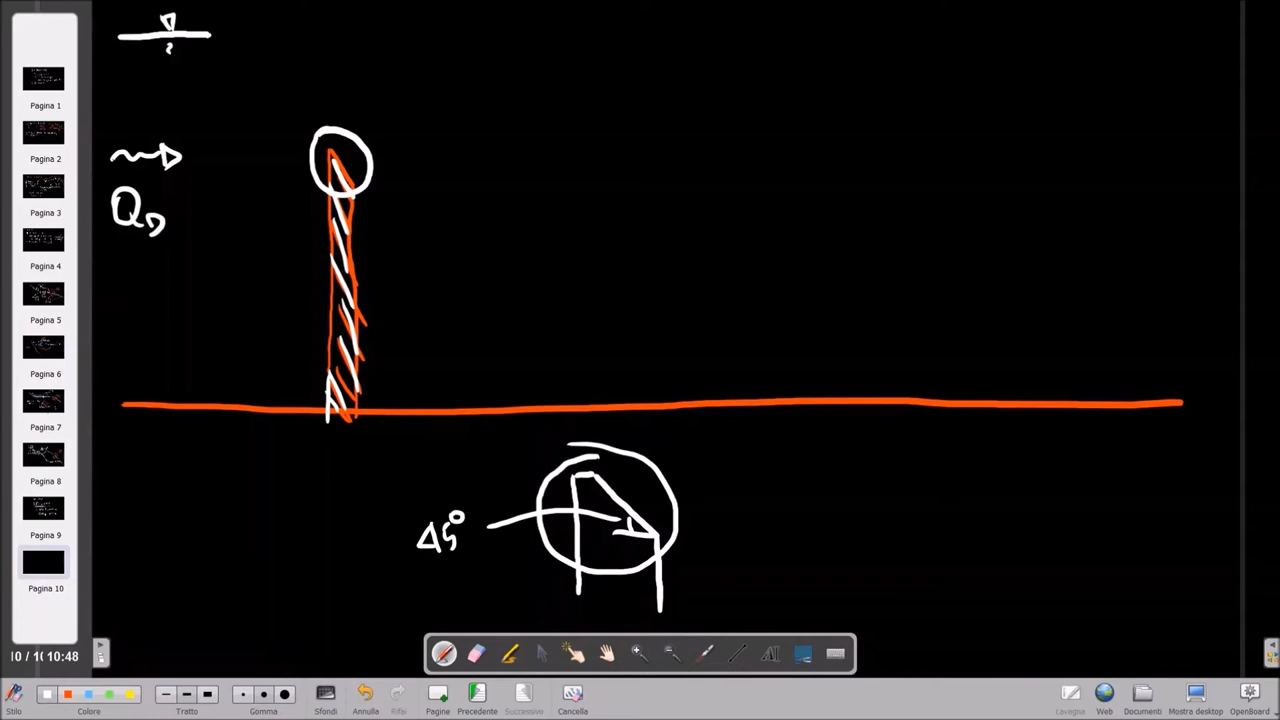 Q_D
45°
Pagina 1
Pagina 2
Pagina 3
Pagina 4
Pagina 5
Pagina 6
Pagina 7
Pagina 8
Pagina 9
Pagina 10
10:48
Stilo
Colore
Tratto
Gomma
Sfondi
Annulla
Rifai
Pagine
Precedente
Successivo
Cancella
Lavagna
Web
Documenti
Mostra desktop
OpenBoard